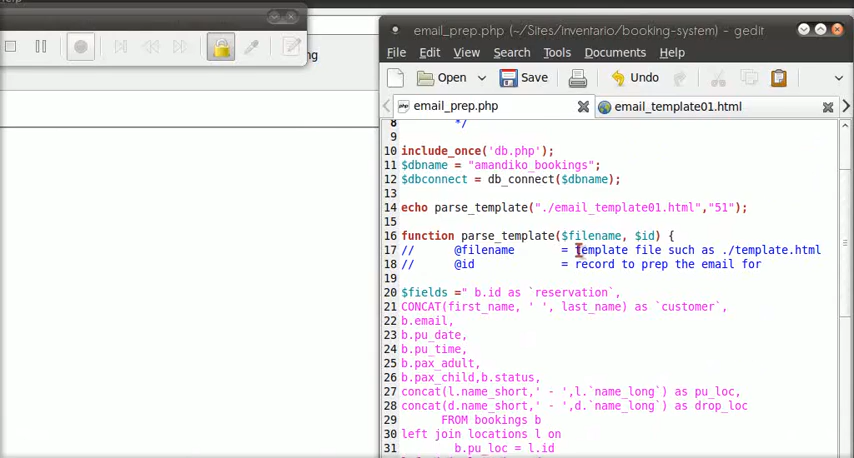 Help
ng
email_prep.php (~/Sites/inventario/booking-system) - gedit
File Edit View Search Tools Documents Help
Open Save Undo
email_prep.php email_template01.html
8 */
9
10 include_once('db.php');
11 $dbname = "amandiko_bookings";
12 $dbconnect = db_connect($dbname);
13
14 echo parse_template("./email_template01.html","51");
15
16 function parse_template($filename, $id) {
17 // @filename = template file such as ./template.html
18 // @id = record to prep the email for
19
20 $fields =" b.id as `reservation`,
21 CONCAT(first_name, ' ', last_name) as `customer`,
22 b.email,
23 b.pu_date,
24 b.pu_time,
25 b.pax_adult,
26 b.pax_child,b.status,
27 concat(l.name_short,' - ',l.`name_long`) as pu_loc,
28 concat(d.name_short,' - ',d.`name_long`) as drop_loc
29 FROM bookings b
30 left join locations l on
31 b.pu_loc = l.id